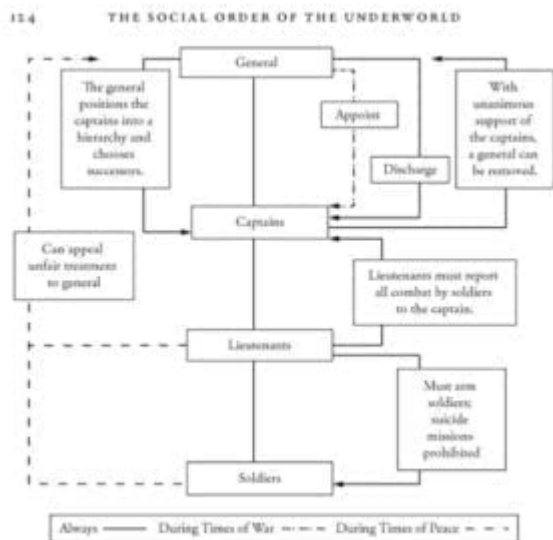 124 THE SOCIAL ORDER OF THE UNDERWORLD
General
The general
positions the
captains into a
hierarchy and
chooses
successors.
Appoint
Discharge
With
unanimous
support of
the captains,
a general can
be removed.
Captains
Can appeal
unfair treatment
to general
Lieutenants must report
all combat by soldiers
to the captain.
Lieutenants
Must arm
soldiers;
suicide
missions
prohibited
Soldiers
Always During Times of War During Times of Peace